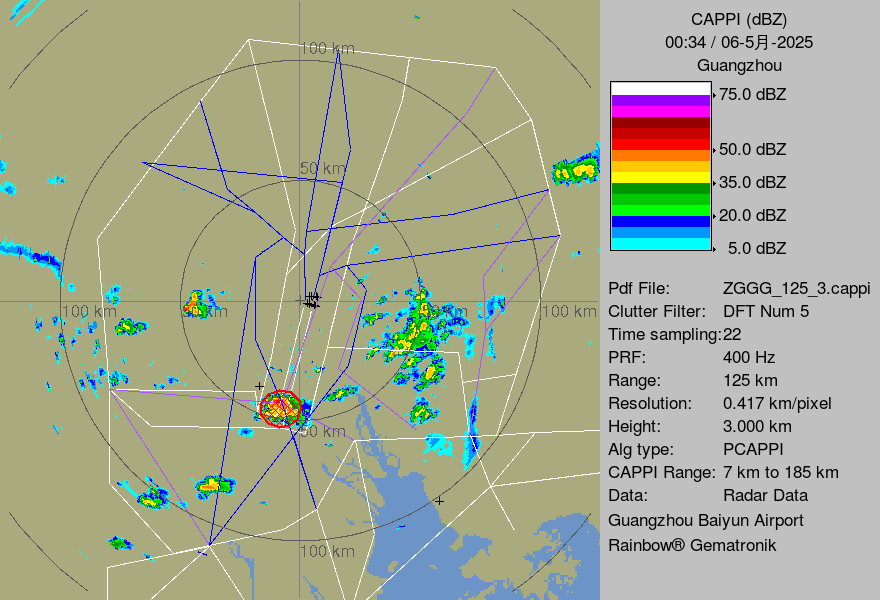 100 km
50 km
100 km
100 km
50 km
100 km
CAPPI (dBZ)
00:34 / 06-5月-2025
Guangzhou
75.0 dBZ
50.0 dBZ
35.0 dBZ
20.0 dBZ
5.0 dBZ
Pdf File: ZGGG_125_3.cappi
Clutter Filter: DFT Num 5
Time sampling:22
PRF: 400 Hz
Range: 125 km
Resolution: 0.417 km/pixel
Height: 3.000 km
Alg type: PCAPPI
CAPPI Range: 7 km to 185 km
Data: Radar Data
Guangzhou Baiyun Airport
Rainbow® Gematronik